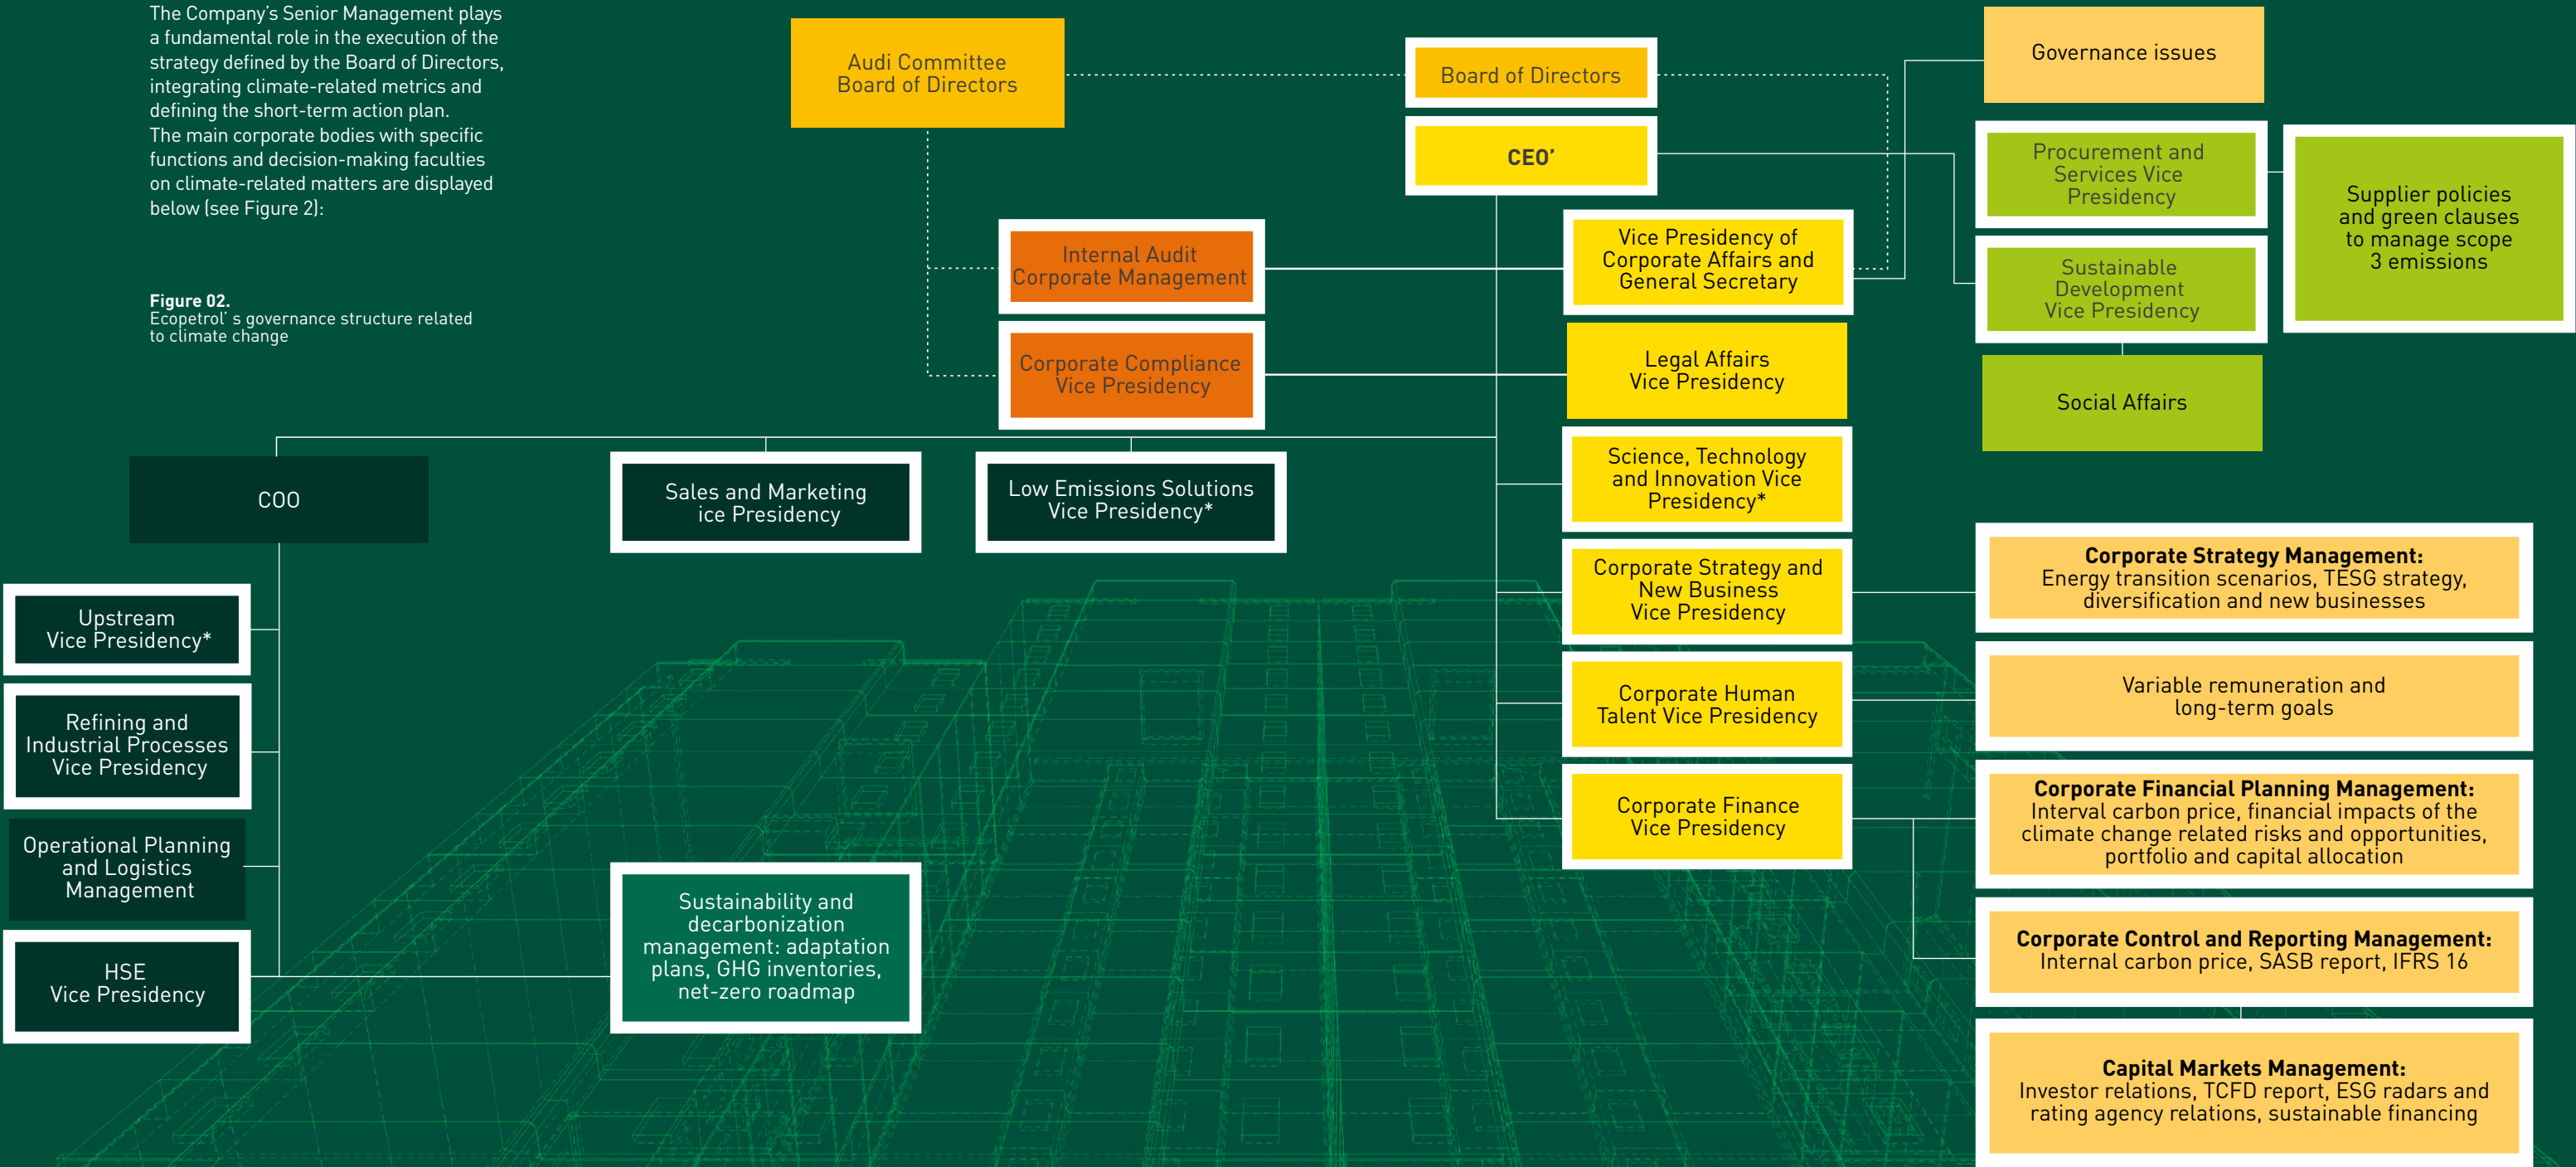 The Company's Senior Management plays
a fundamental role in the execution of the
strategy defined by the Board of Directors,
integrating climate-related metrics and
defining the short-term action plan.
The main corporate bodies with specific
functions and decision-making faculties
on climate-related matters are displayed
below (see Figure 2):
Figure 02.
Ecopetrol' s governance structure related
to climate change
Audi Committee
Board of Directors
Board of Directors
CEO’
Governance issues
Procurement and
Services Vice
Presidency
Supplier policies
and green clauses
to manage scope
3 emissions
Sustainable
Development
Vice Presidency
Social Affairs
Internal Audit
Corporate Management
Corporate Compliance
Vice Presidency
Vice Presidency of
Corporate Affairs and
General Secretary
Legal Affairs
Vice Presidency
Science, Technology
and Innovation Vice
Presidency*
Corporate Strategy and
New Business
Vice Presidency
Corporate Human
Talent Vice Presidency
Corporate Finance
Vice Presidency
COO
Sales and Marketing
ice Presidency
Low Emissions Solutions
Vice Presidency*
Upstream
Vice Presidency*
Refining and
Industrial Processes
Vice Presidency
Operational Planning
and Logistics
Management
HSE
Vice Presidency
Sustainability and
decarbonization
management: adaptation
plans, GHG inventories,
net-zero roadmap
Corporate Strategy Management:
Energy transition scenarios, TESG strategy,
diversification and new businesses
Variable remuneration and
long-term goals
Corporate Financial Planning Management:
Interval carbon price, financial impacts of the
climate change related risks and opportunities,
portfolio and capital allocation
Corporate Control and Reporting Management:
Internal carbon price, SASB report, IFRS 16
Capital Markets Management:
Investor relations, TCFD report, ESG radars and
rating agency relations, sustainable financing